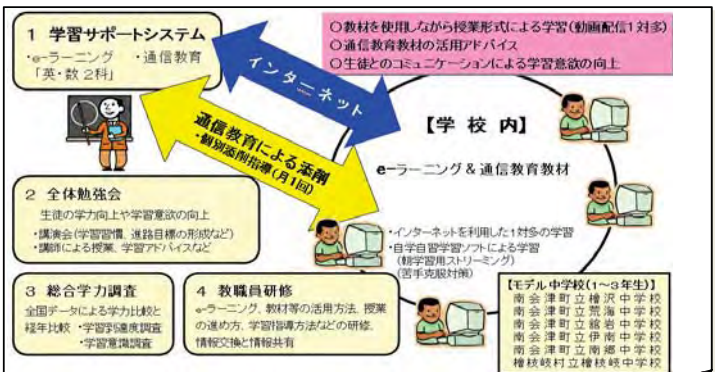 1 学習サポートシステム
・e-ラーニング ・通信教育
「英・数 2科」
インターネット
○教材を使用しながら授業形式による学習(動画配信1対多)
○通信教育教材の活用アドバイス
○生徒とのコミュニケーションによる学習意欲の向上
通信教育による添削
・個別添削指導(月1回)
【学校内】
e-ラーニング&通信教育教材
2 全体勉強会
生徒の学力向上や学習意欲の向上
・講演会(学習習慣、進路目標の形成など)
・講師による授業、学習アドバイスなど
・インターネットを利用した1対多の学習
・自学自習学習ソフトによる学習
(朝学習用ストリーミング)
(苦手克服対策)
3 総合学力調査
全国データによる学力比較と
経年比較 ・学習到達度調査
・学習意識調査
4 教職員研修
e-ラーニング、教材等の活用方法、授業
の進め方、学習指導方法などの研修、
情報交換と情報共有
【モデル中学校(1~3年生)】
南会津町立檜沢中学校
南会津町立荒海中学校
南会津町立舘岩中学校
南会津町立伊南中学校
南会津町立南郷中学校
檜枝岐村立檜枝岐中学校